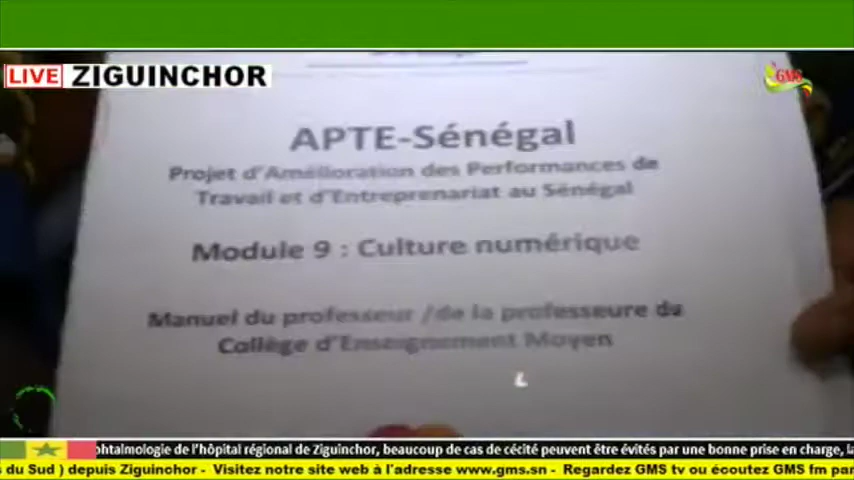 LIVE ZIGUINCHOR
GMS
APTE-Sénégal
Projet d'Amélioration des Performances de
Travail et d'Entreprenariat au Sénégal
Module 9 : Culture numérique
Manuel du professeur /de la professeure du
Collège d'Enseignement Moyen
ohtalmologie de l'hôpital régional de Ziguinchor, beaucoup de cas de cécité peuvent être évités par une bonne prise en charge, la
s du Sud ) depuis Ziguinchor - Visitez notre site web à l'adresse www.gms.sn - Regardez GMS tv ou écoutez GMS fm par